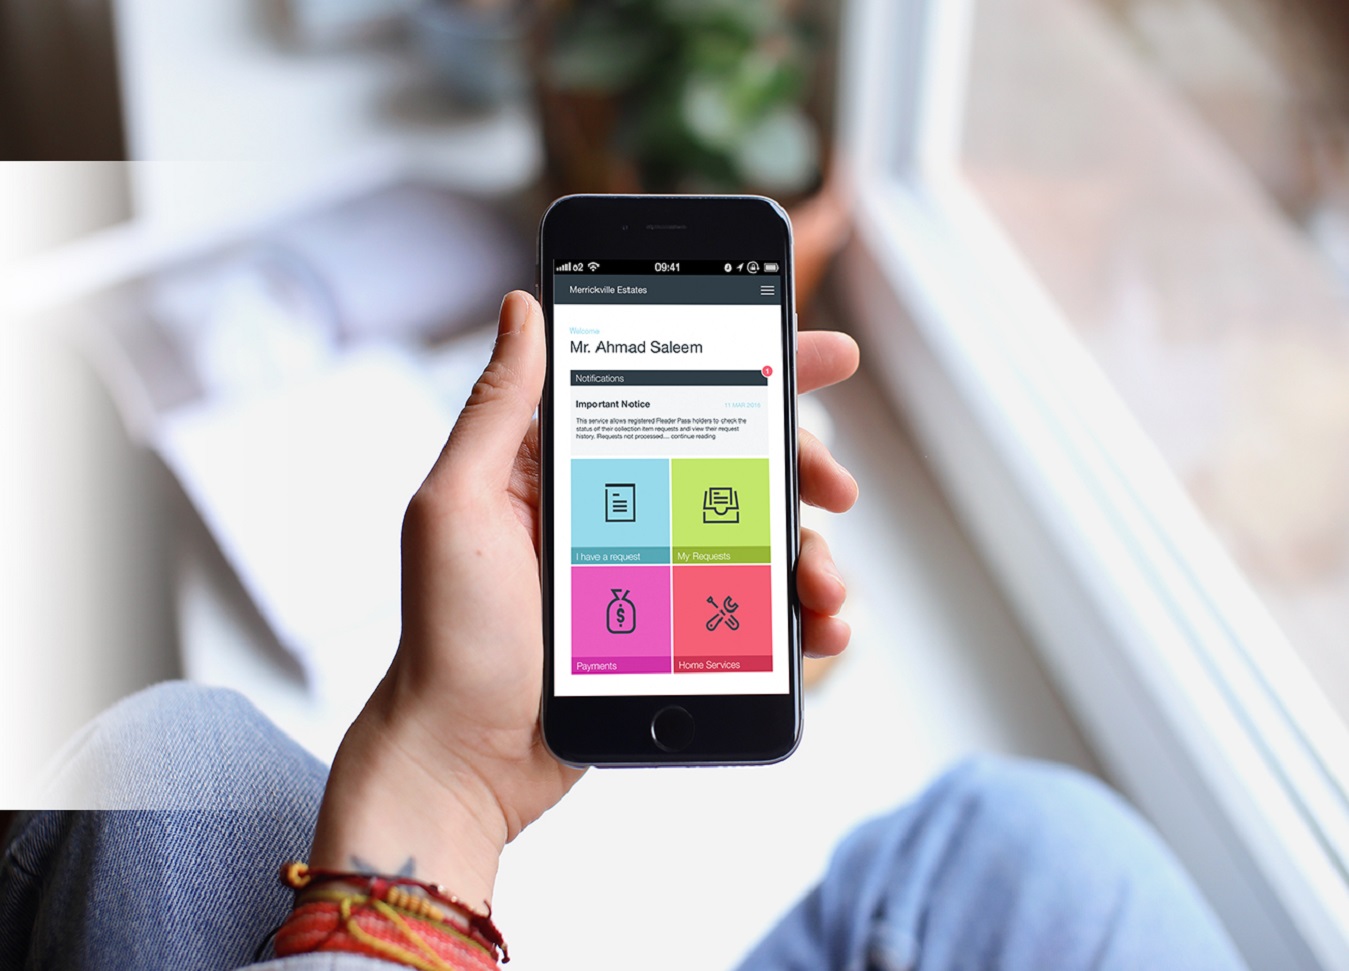 o2 09:41
Merrickville Estates
Welcome
Mr. Ahmad Saleem
1
Notifications
Important Notice 11 MAR 2016
This service allows registered Reader Pass holders to check the
status of their collection item requests and view their request
history. Requests not processed.... continue reading
I have a request
My Requests
$
Payments
Home Services